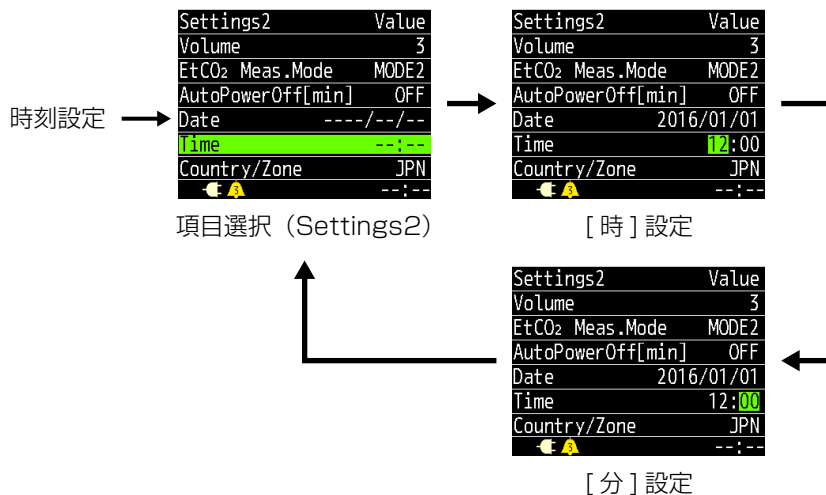 時刻設定
Settings2 Value
Volume 3
EtCO₂ Meas.Mode MODE2
AutoPowerOff[min] OFF
Date ----/--/--
Time --:--
Country/Zone JPN
3 --:--
項目選択（Settings2）
Settings2 Value
Volume 3
EtCO₂ Meas.Mode MODE2
AutoPowerOff[min] OFF
Date 2016/01/01
Time 12:00
Country/Zone JPN
3 --:--
[ 時 ] 設定
Settings2 Value
Volume 3
EtCO₂ Meas.Mode MODE2
AutoPowerOff[min] OFF
Date 2016/01/01
Time 12:00
Country/Zone JPN
3 --:--
[ 分 ] 設定